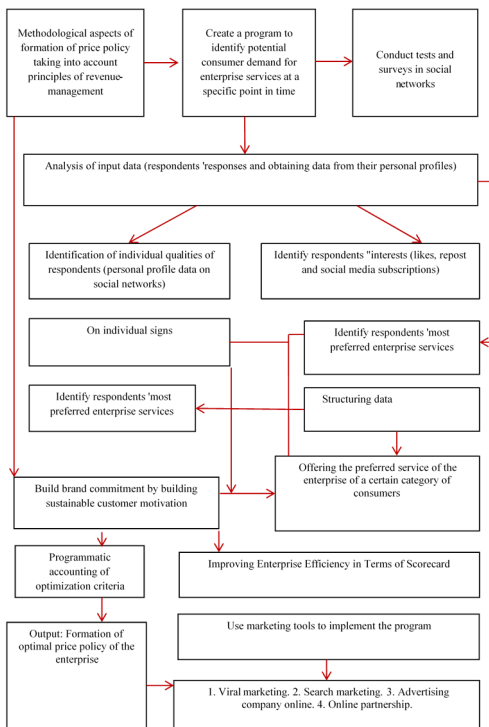 Methodological aspects of
formation of price policy
taking into account
principles of revenue-
management
Create a program to
identify potential
consumer demand for
enterprise services at a
specific point in time
Conduct tests and
surveys in social
networks
Analysis of input data (respondents 'responses and obtaining data from their personal profiles)
Identification of individual qualities of
respondents (personal profile data on
social networks)
Identify respondents "interests (likes, repost
and social media subscriptions)
On individual signs
Identify respondents 'most
preferred enterprise services
Identify respondents 'most
preferred enterprise services
Structuring data
Build brand commitment by building
sustainable customer motivation
Offering the preferred service of the
enterprise of a certain category of
consumers
Programmatic
accounting of
optimization criteria
Improving Enterprise Efficiency in Terms of Scorecard
Output: Formation of
optimal price policy of the
enterprise
Use marketing tools to implement the program
1. Viral marketing. 2. Search marketing. 3. Advertising
company online. 4. Online partnership.